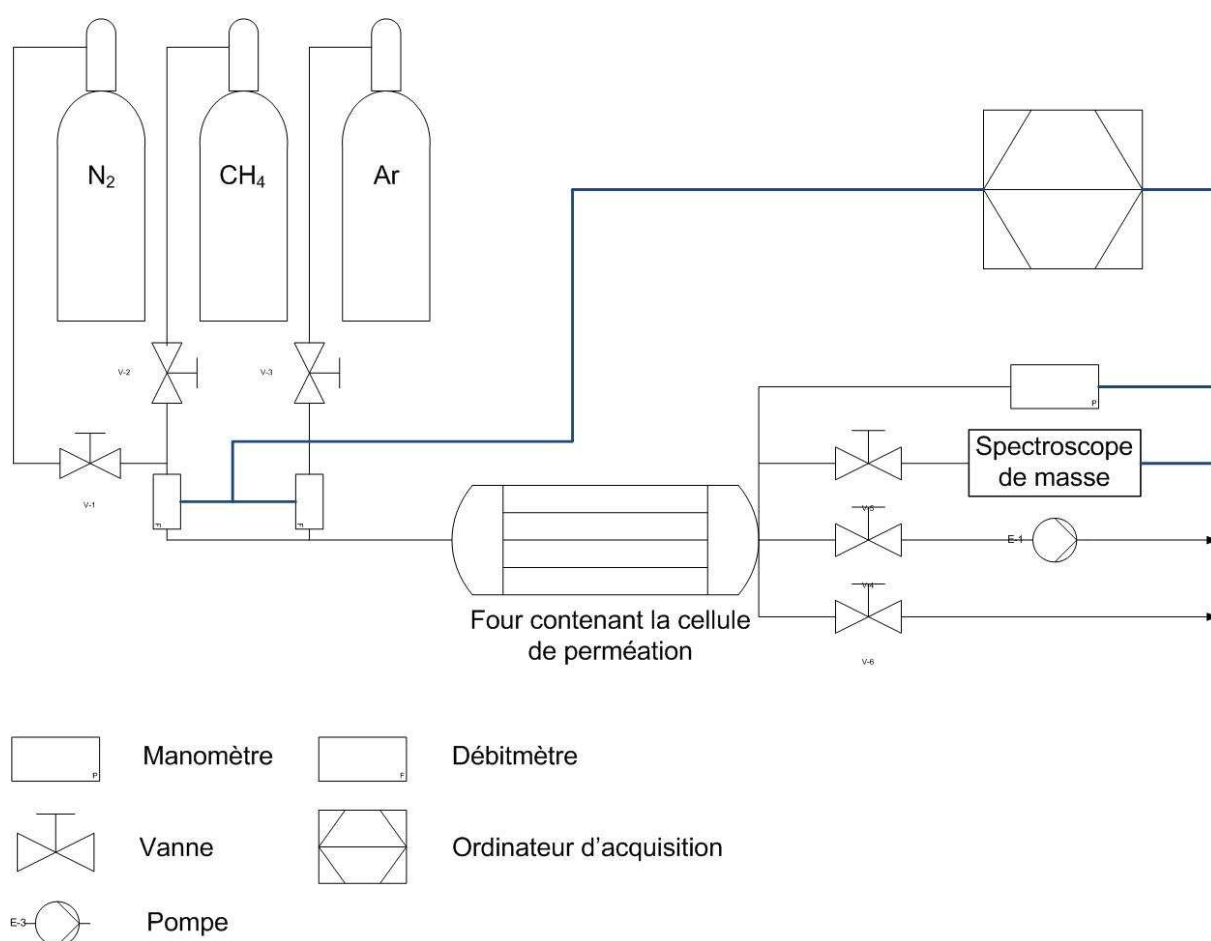 N₂
CH₄
Ar
V-2
V-3
P
Spectroscope
de masse
V-1
F
F
V-5
E-1
V-4
Four contenant la cellule
de perméation
V-6
Manomètre
P
Débitmètre
F
Vanne
Ordinateur d'acquisition
E-3
Pompe